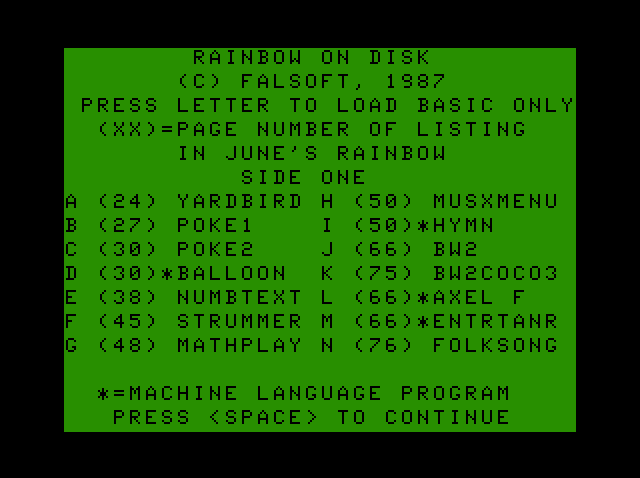 RAINBOW ON DISK
(C) FALSOFT, 1987
PRESS LETTER TO LOAD BASIC ONLY
(XX)=PAGE NUMBER OF LISTING
IN JUNE'S RAINBOW
SIDE ONE
A (24) YARDBIRD H (50) MUSXMENU
B (27) POKE1 I (50)*HYMN
C (30) POKE2 J (66) BW2
D (30)*BALLOON K (75) BW2COCO3
E (38) NUMBTEXT L (66)*AXEL F
F (45) STRUMMER M (66)*ENTRTANR
G (48) MATHPLAY N (76) FOLKSONG
*=MACHINE LANGUAGE PROGRAM
PRESS <SPACE> TO CONTINUE